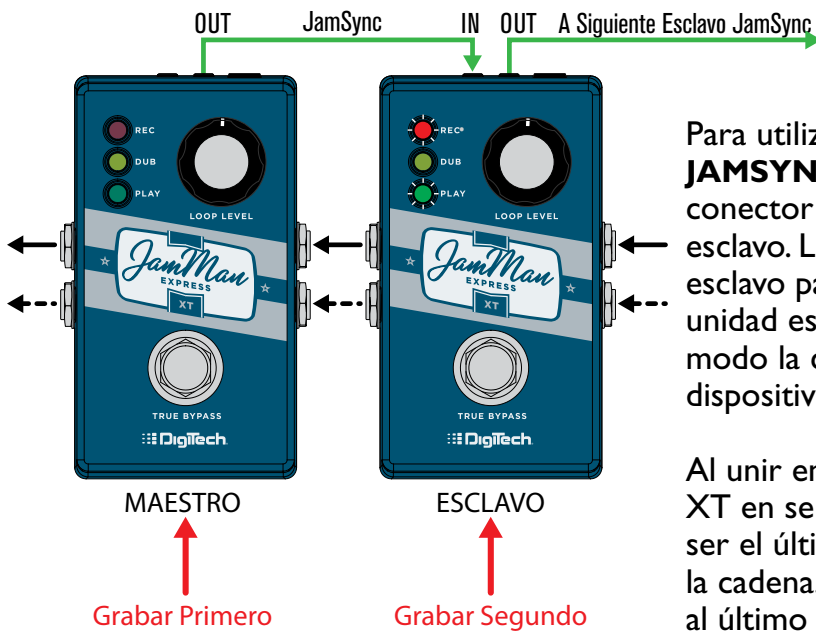 OUT JamSync IN OUT A Siguiente Esclavo JamSync
REC
DUB
PLAY
LOOP LEVEL
JamMan
EXPRESS
XT
TRUE BYPASS
DigiTech
MAESTRO
Grabar Primero
REC*
DUB
PLAY
LOOP LEVEL
JamMan
EXPRESS
XT
TRUE BYPASS
DigiTech
ESCLAVO
Grabar Segundo
Para utiliz
JAMSYN
conector
esclavo. L
esclavo pa
unidad es
modo la c
dispositiv
Al unir en
XT en se
ser el últi
la cadena.
al último